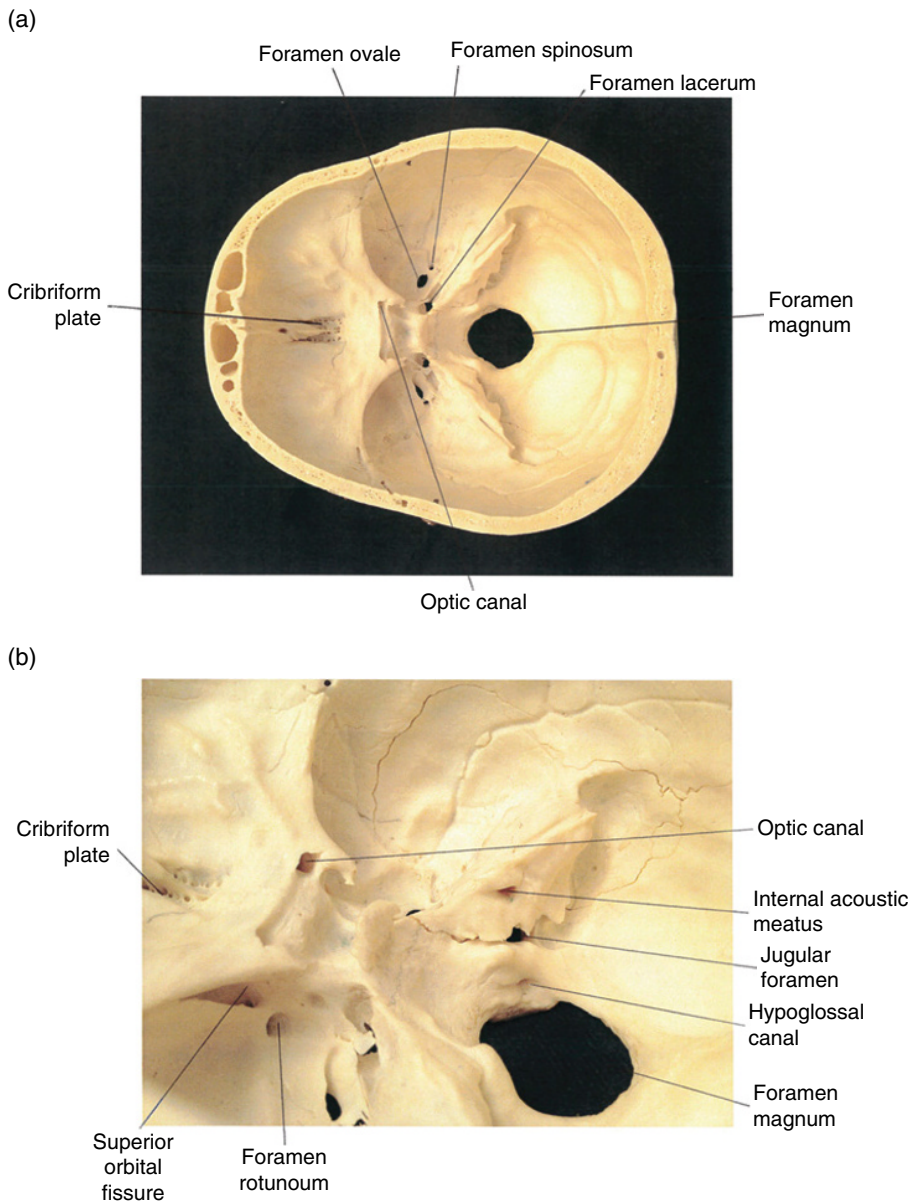 (a)
Foramen ovale
Foramen spinosum
Foramen lacerum
Cribriform
plate
Foramen
magnum
Optic canal
(b)
Cribriform
plate
Optic canal
Internal acoustic
meatus
Jugular
foramen
Hypoglossal
canal
Foramen
magnum
Superior
orbital
fissure
Foramen
rotunoum